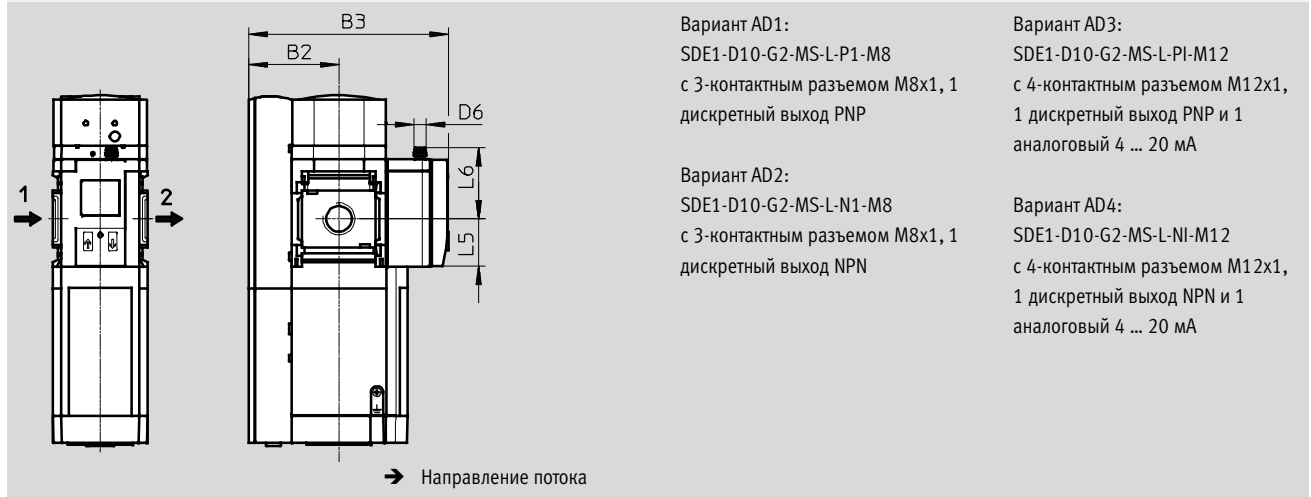 B3
B2
D6
L6
L5
1
2
➔ Направление потока
Вариант AD1:
SDE1-D10-G2-MS-L-P1-M8
с 3-контактным разъемом M8x1, 1
дискретный выход PNP
Вариант AD2:
SDE1-D10-G2-MS-L-N1-M8
с 3-контактным разъемом M8x1, 1
дискретный выход NPN
Вариант AD3:
SDE1-D10-G2-MS-L-PI-M12
с 4-контактным разъемом M12x1,
1 дискретный выход PNP и 1
аналоговый 4 ... 20 мА
Вариант AD4:
SDE1-D10-G2-MS-L-NI-M12
с 4-контактным разъемом M12x1,
1 дискретный выход NPN и 1
аналоговый 4 ... 20 мА